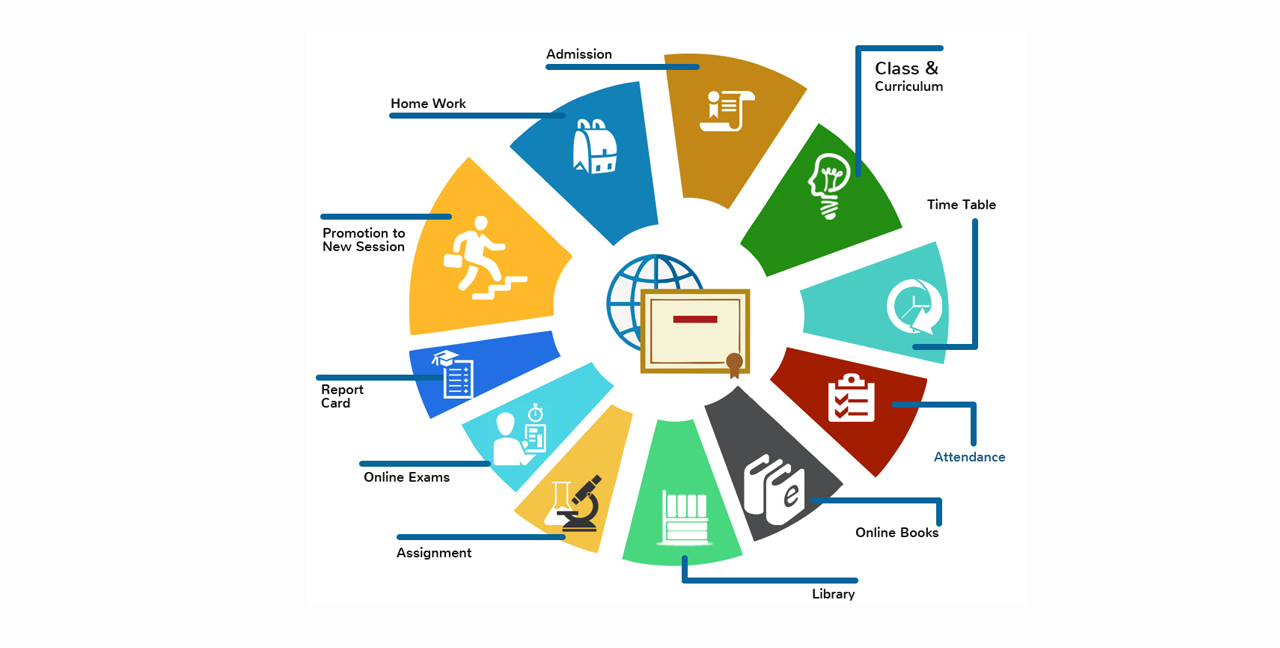 Admission
Class &
Curriculum
Home Work
Time Table
Promotion to
New Session
Report
Card
Attendance
Online Exams
e
Online Books
Assignment
Library